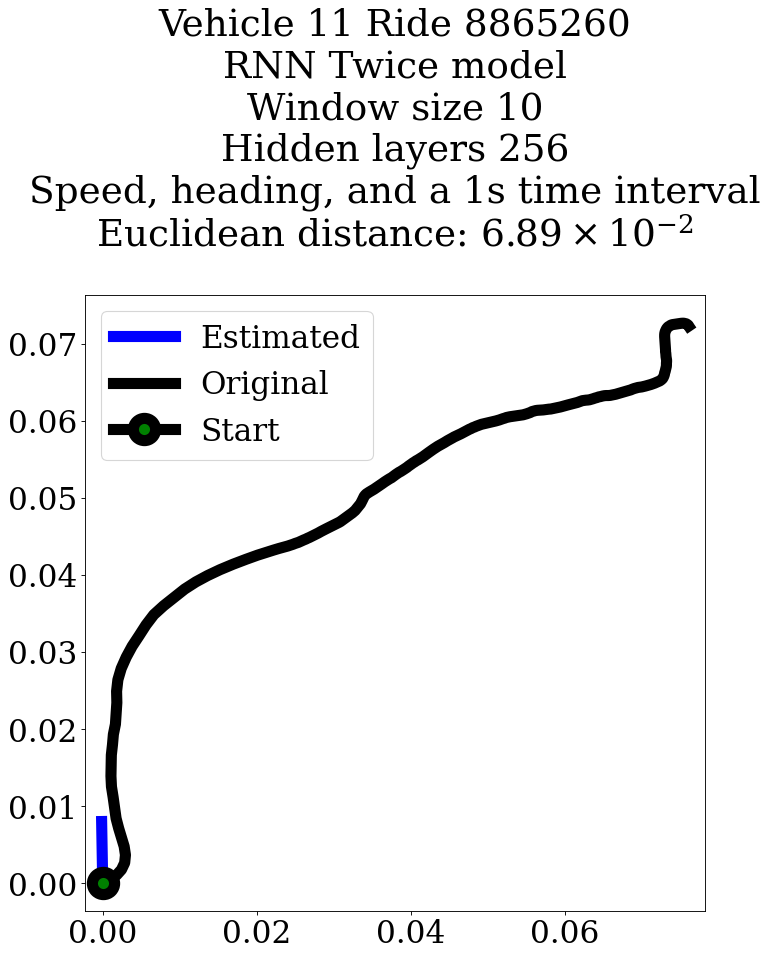 Vehicle 11 Ride 8865260
RNN Twice model
Window size 10
Hidden layers 256
Speed, heading, and a 1s time interval
Euclidean distance: 6.89 × 10⁻²
Estimated
Original
Start
0.07
0.06
0.05
0.04
0.03
0.02
0.01
0.00
0.00 0.02 0.04 0.06